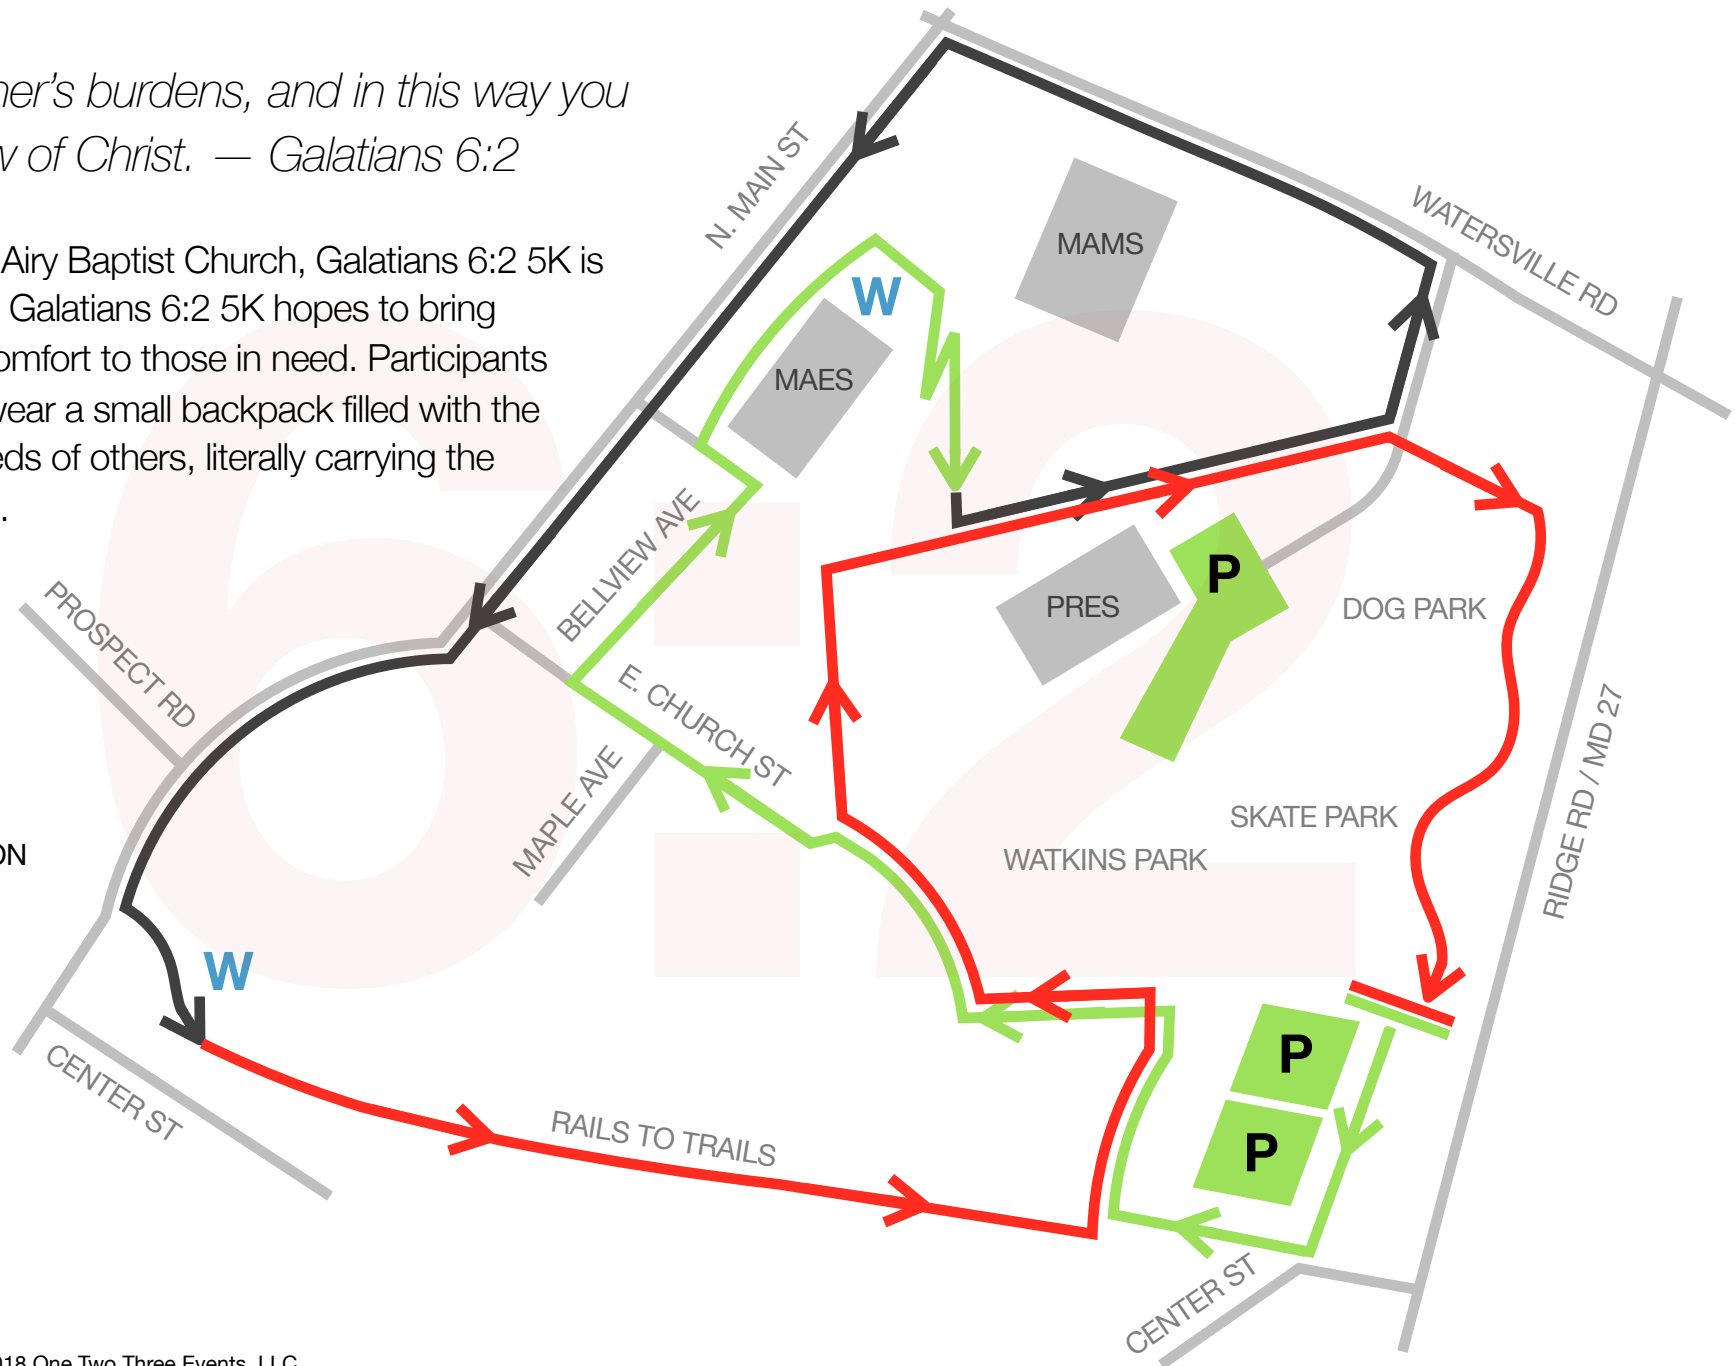 ner's burdens, and in this way you
w of Christ. — Galatians 6:2
Airy Baptist Church, Galatians 6:2 5K is
Galatians 6:2 5K hopes to bring
omfort to those in need. Participants
wear a small backpack filled with the
eds of others, literally carrying the
.
N. MAIN ST
WATERSVILLE RD
MAMS
W
MAES
BELLVIEW AVE
P
PRES
DOG PARK
PROSPECT RD
E. CHURCH ST
MAPLE AVE
SKATE PARK
WATKINS PARK
RIDGE RD / MD 27
ON
W
CENTER ST
RAILS TO TRAILS
P
P
CENTER ST
018 One Two Three Events, LLC
6:2